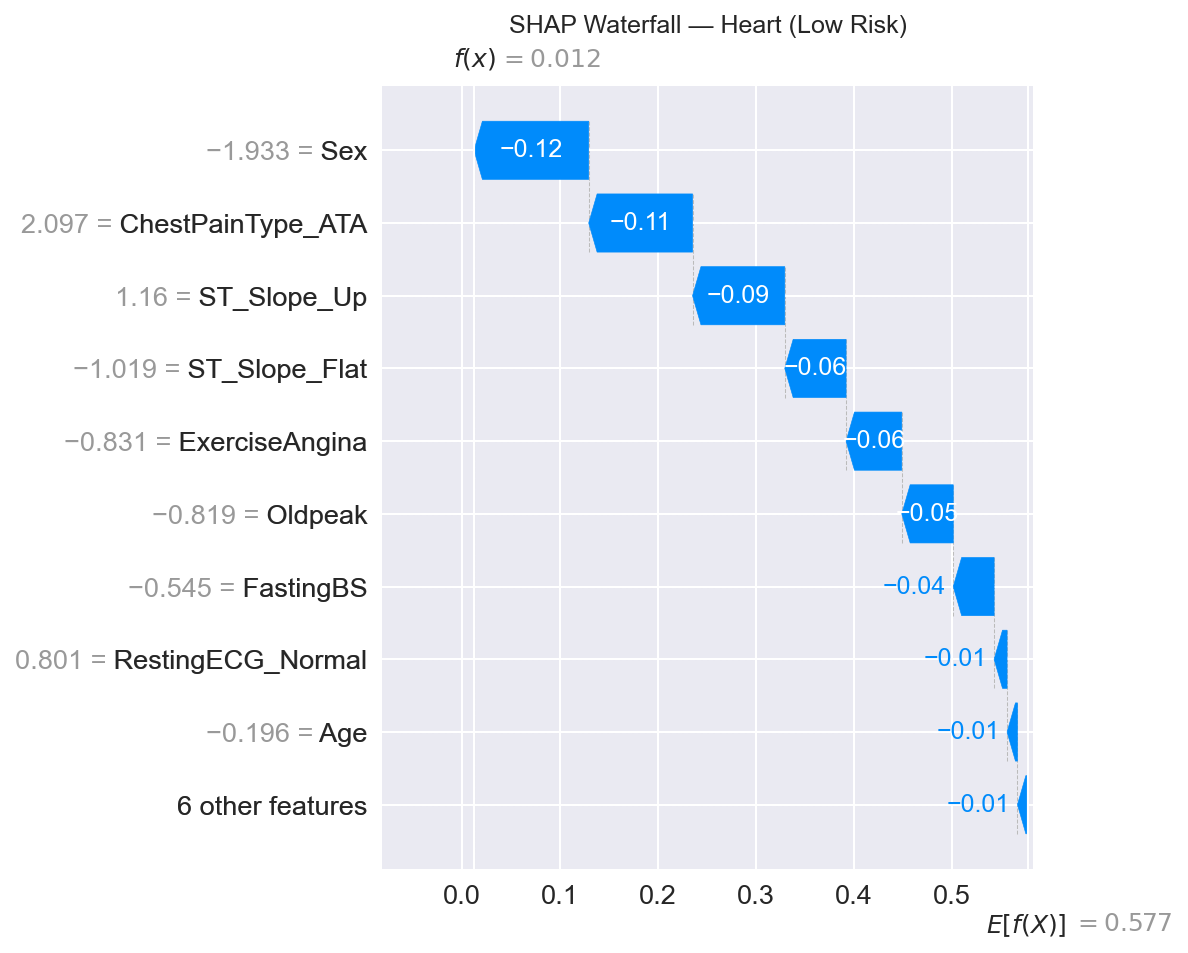 SHAP Waterfall — Heart (Low Risk)
f(x) = 0.012
−1.933 = Sex −0.12
2.097 = ChestPainType_ATA −0.11
1.16 = ST_Slope_Up −0.09
−1.019 = ST_Slope_Flat −0.06
−0.831 = ExerciseAngina −0.06
−0.819 = Oldpeak −0.05
−0.545 = FastingBS −0.04
0.801 = RestingECG_Normal −0.01
−0.196 = Age −0.01
6 other features −0.01
0.0 0.1 0.2 0.3 0.4 0.5
E[f(X)] = 0.577